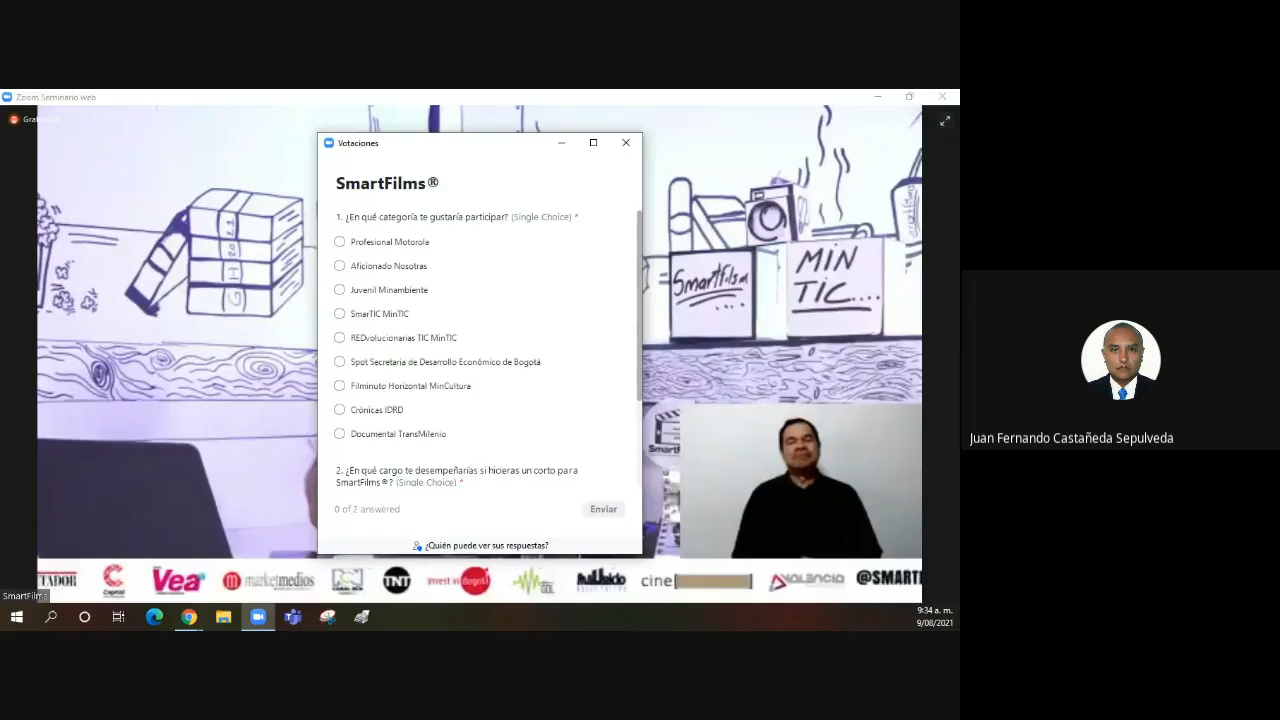 Zoom Seminario web
Votaciones
SmartFilms®
1. ¿En qué categoría te gustaría participar? (Single Choice) *
Profesional Motorola
Aficionado Nosotras
Juvenil Minambiente
SmarTIC MinTIC
REDvolucionarias TIC MinTIC
Spot Secretaria de Desarrollo Económico de Bogotá
Filminuto Horizontal MinCultura
Crónicas IDRD
Documental TransMilenio
2. ¿En qué cargo te desempeñarías si hicieras un corto para
SmartFilms®? (Single Choice) *
0 of 2 answered
Enviar
¿Quién puede ver sus respuestas?
MIN
TIC....
Juan Fernando Castañeda Sepulveda
TADOR
Capital
Vea
marketmedios
TNT
invest in Bogotá
cine
VALENCIA
@SMART
SmartFilms
9:34 a. m.
9/08/2021